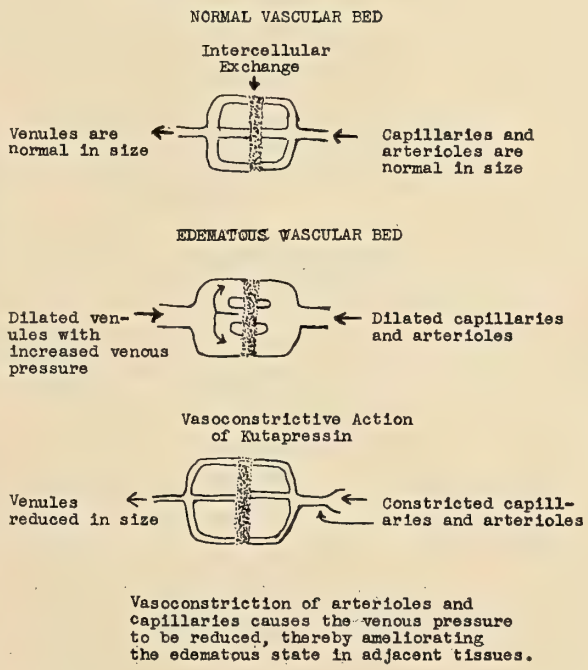 NORMAL VASCULAR BED
Intercellular
Exchange
Venules are
normal in size
Capillaries and
arterioles are
normal in size
EDEMATOUS VASCULAR BED
Dilated ven-
ules with
increased venous
pressure
Dilated capillaries
and arterioles
Vasoconstrictive Action
of Kutapressin
Venules
reduced in size
Constricted capill-
aries and arterioles
Vasoconstriction of arterioles and
capillaries causes the venous pressure
to be reduced, thereby ameliorating
the edematous state in adjacent tissues.